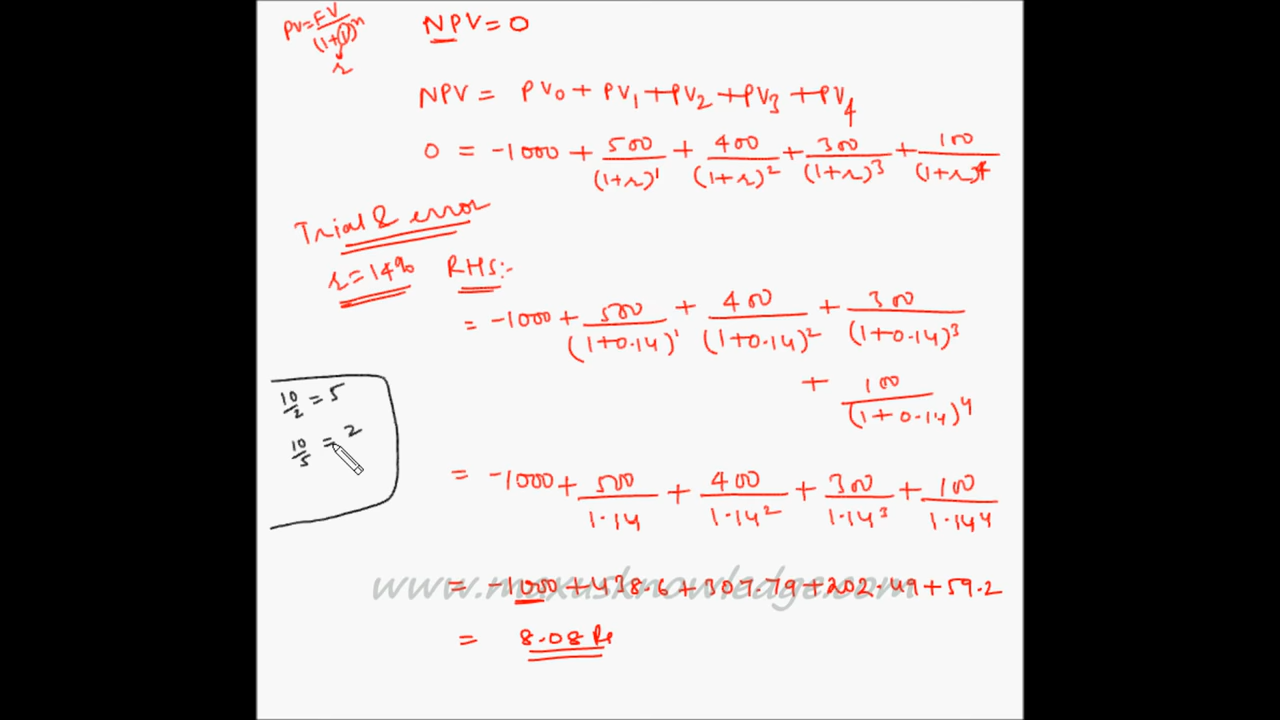 PV = FV/(1+i)^n
r
NPV = 0
NPV = PV₀ + PV₁ + PV₂ + PV₃ + PV₄
0 = -1000 + 500/(1+r)^1 + 400/(1+r)^2 + 300/(1+r)^3 + 100/(1+r)^4
Trial & error
r = 14% RHS:-
= -1000 + 500/(1+0.14)^1 + 400/(1+0.14)^2 + 300/(1+0.14)^3
+ 100/(1+0.14)^4
10/2 = 5
10/5 = 2
= -1000 + 500/1.14 + 400/1.14^2 + 300/1.14^3 + 100/1.14^4
= -1000 + 438.6 + 307.79 + 202.49 + 59.2
www.maxusknowledge.com
= 8.08 Rs